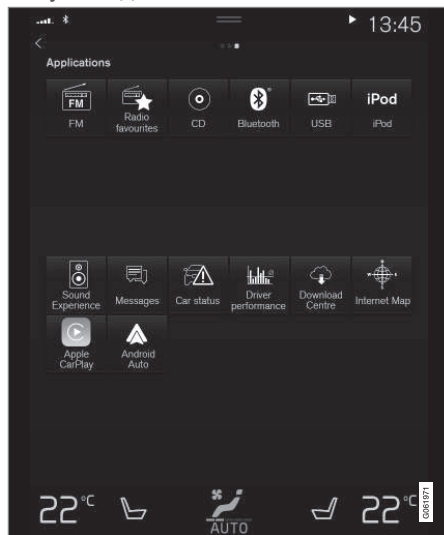 13:45
Applications
FM
iPod
FM
Radio favourites
CD
Bluetooth
USB
iPod
Sound Experience
Messages
Car status
Driver performance
Download Centre
Internet Map
Apple CarPlay
Android Auto
22°C
AUTO
22°C
G061971